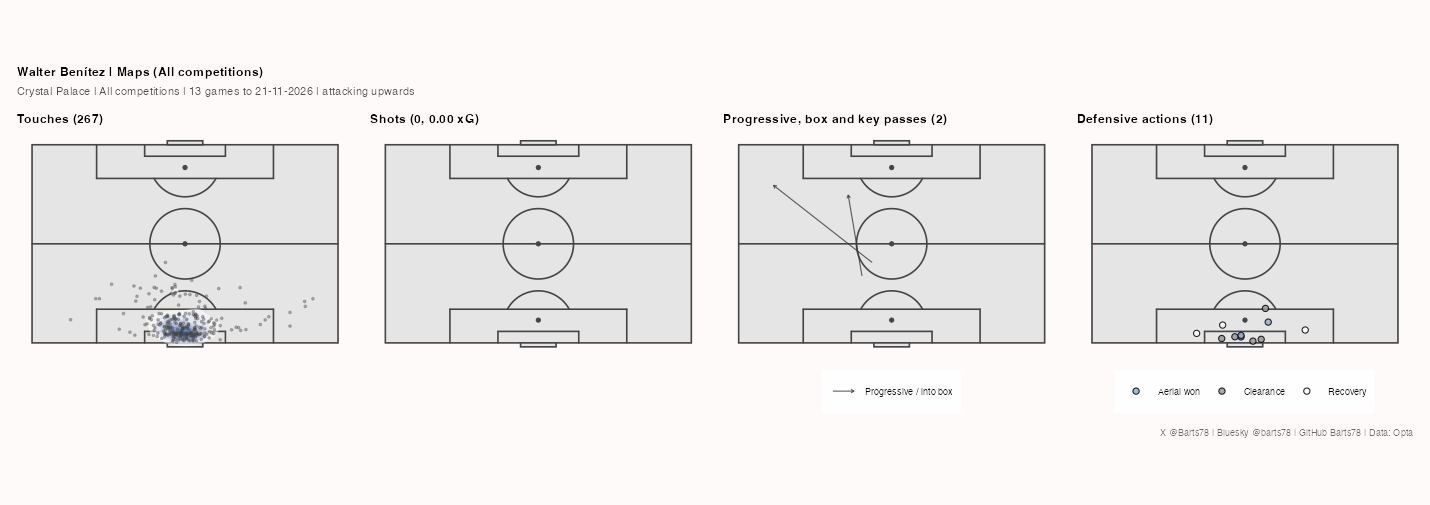 Walter Benítez | Maps (All competitions)
Crystal Palace | All competitions | 13 games to 21-11-2026 | attacking upwards
Touches (267)
Shots (0, 0.00 xG)
Progressive, box and key passes (2)
Defensive actions (11)
Progressive / into box
Aerial won
Clearance
Recovery
X @Barts78 | Bluesky @barts78 | GitHub Barts78 | Data: Opta